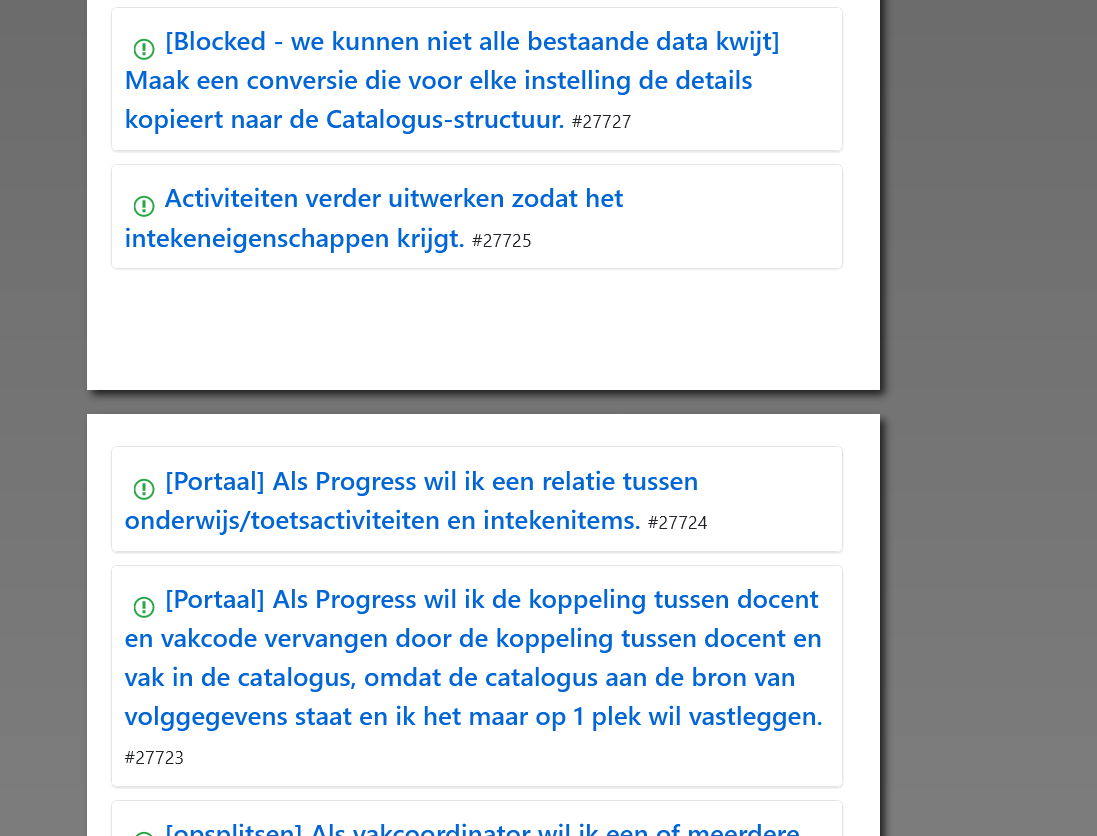 [Blocked - we kunnen niet alle bestaande data kwijt]
Maak een conversie die voor elke instelling de details
kopieert naar de Catalogus-structuur. #27727
Activiteiten verder uitwerken zodat het
intekeneigenschappen krijgt. #27725
[Portaal] Als Progress wil ik een relatie tussen
onderwijs/toetsactiviteiten en intekenitems. #27724
[Portaal] Als Progress wil ik de koppeling tussen docent
en vakcode vervangen door de koppeling tussen docent en
vak in de catalogus, omdat de catalogus aan de bron van
volggegevens staat en ik het maar op 1 plek wil vastleggen.
#27723
[opsplitsen] Als vakcoordinator wil ik een of meerdere